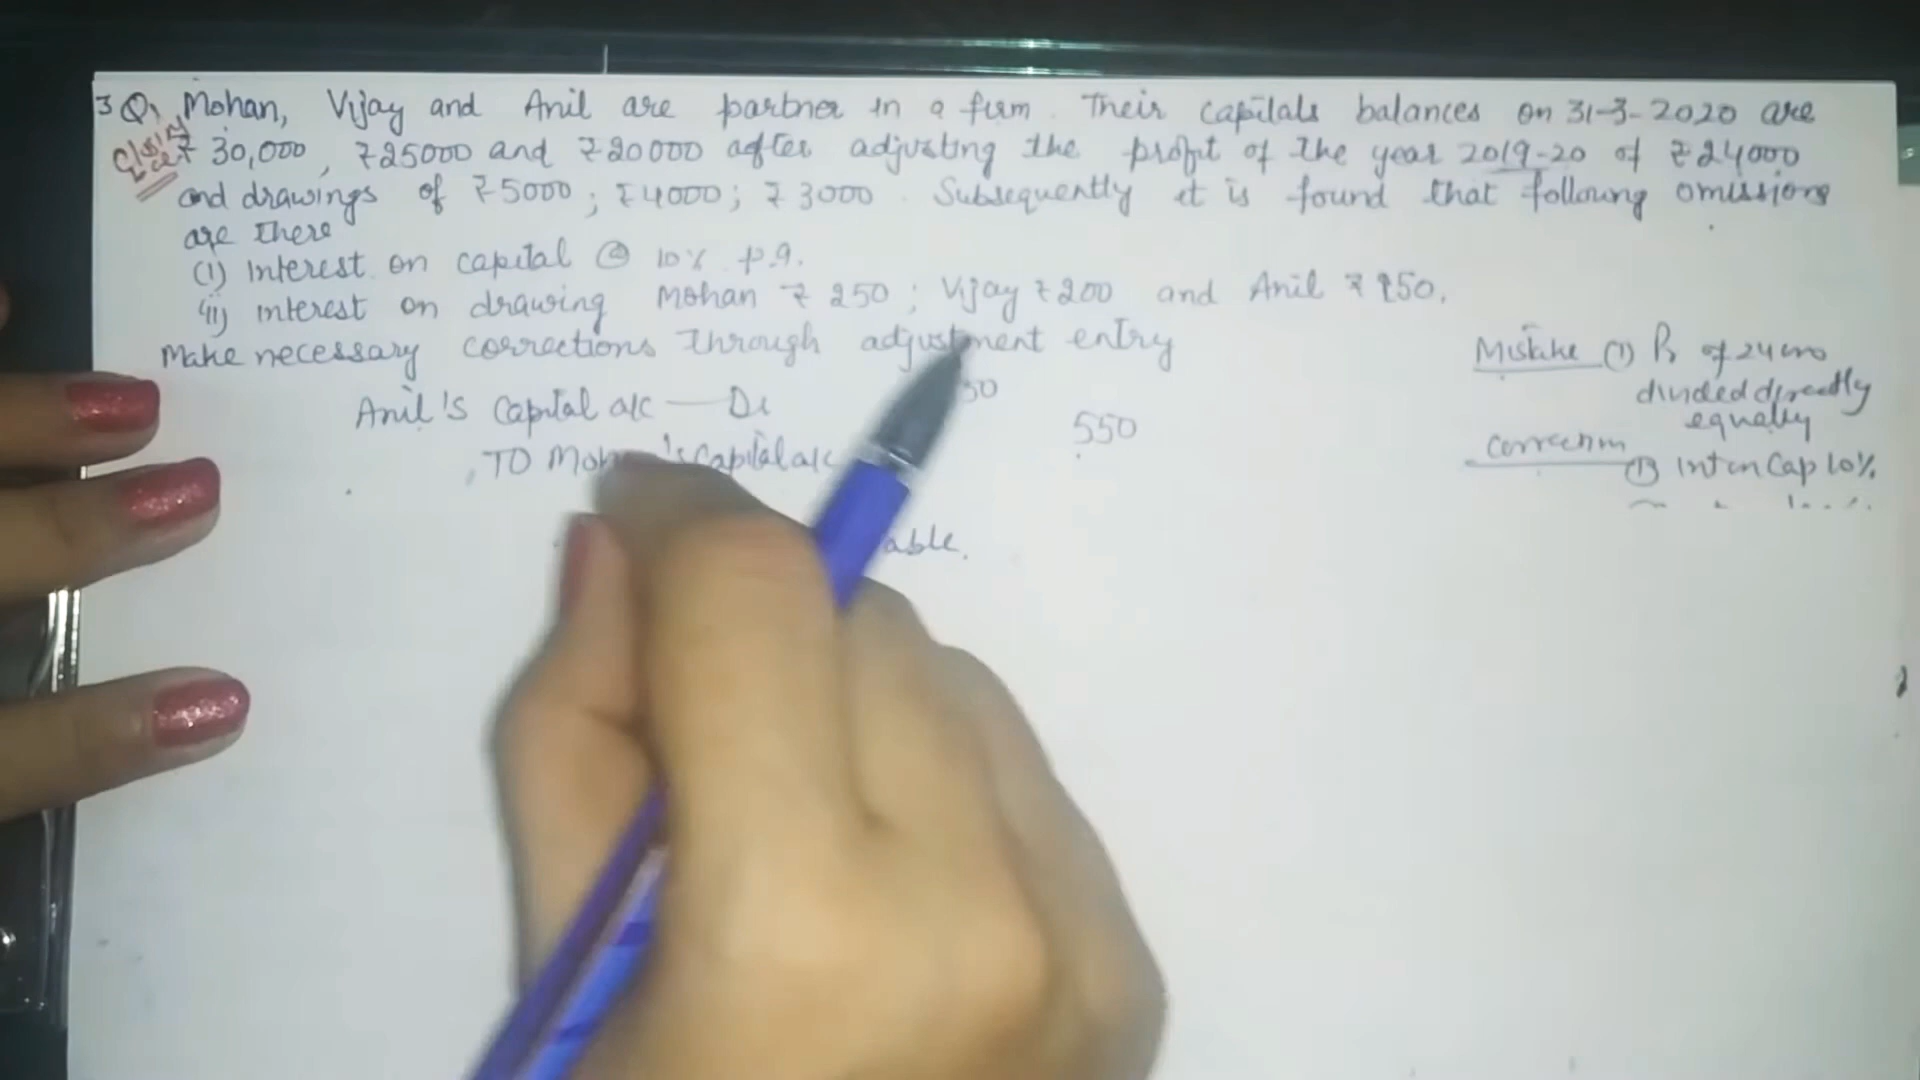 3 Q1 Mohan, Vijay and Anil are partner in a firm. Their capitals balances on 31-3-2020 are
₹ 30,000, ₹25000 and ₹20000 after adjusting the profit of the year 2019-20 of ₹24000
and drawings of ₹5000; ₹4000; ₹3000. Subsequently it is found that following omissions
are there
(i) Interest on capital @ 10% p.a.
(ii) interest on drawing Mohan ₹ 250; Vijay ₹200 and Anil ₹150.
Make necessary corrections through adjustment entry
Anil's Capital a/c — Dr 50
TO 's Capital a/c 550
able.
Mistake (1) of 24000
divided directly
equally
correction
(1) Int on Cap 10%